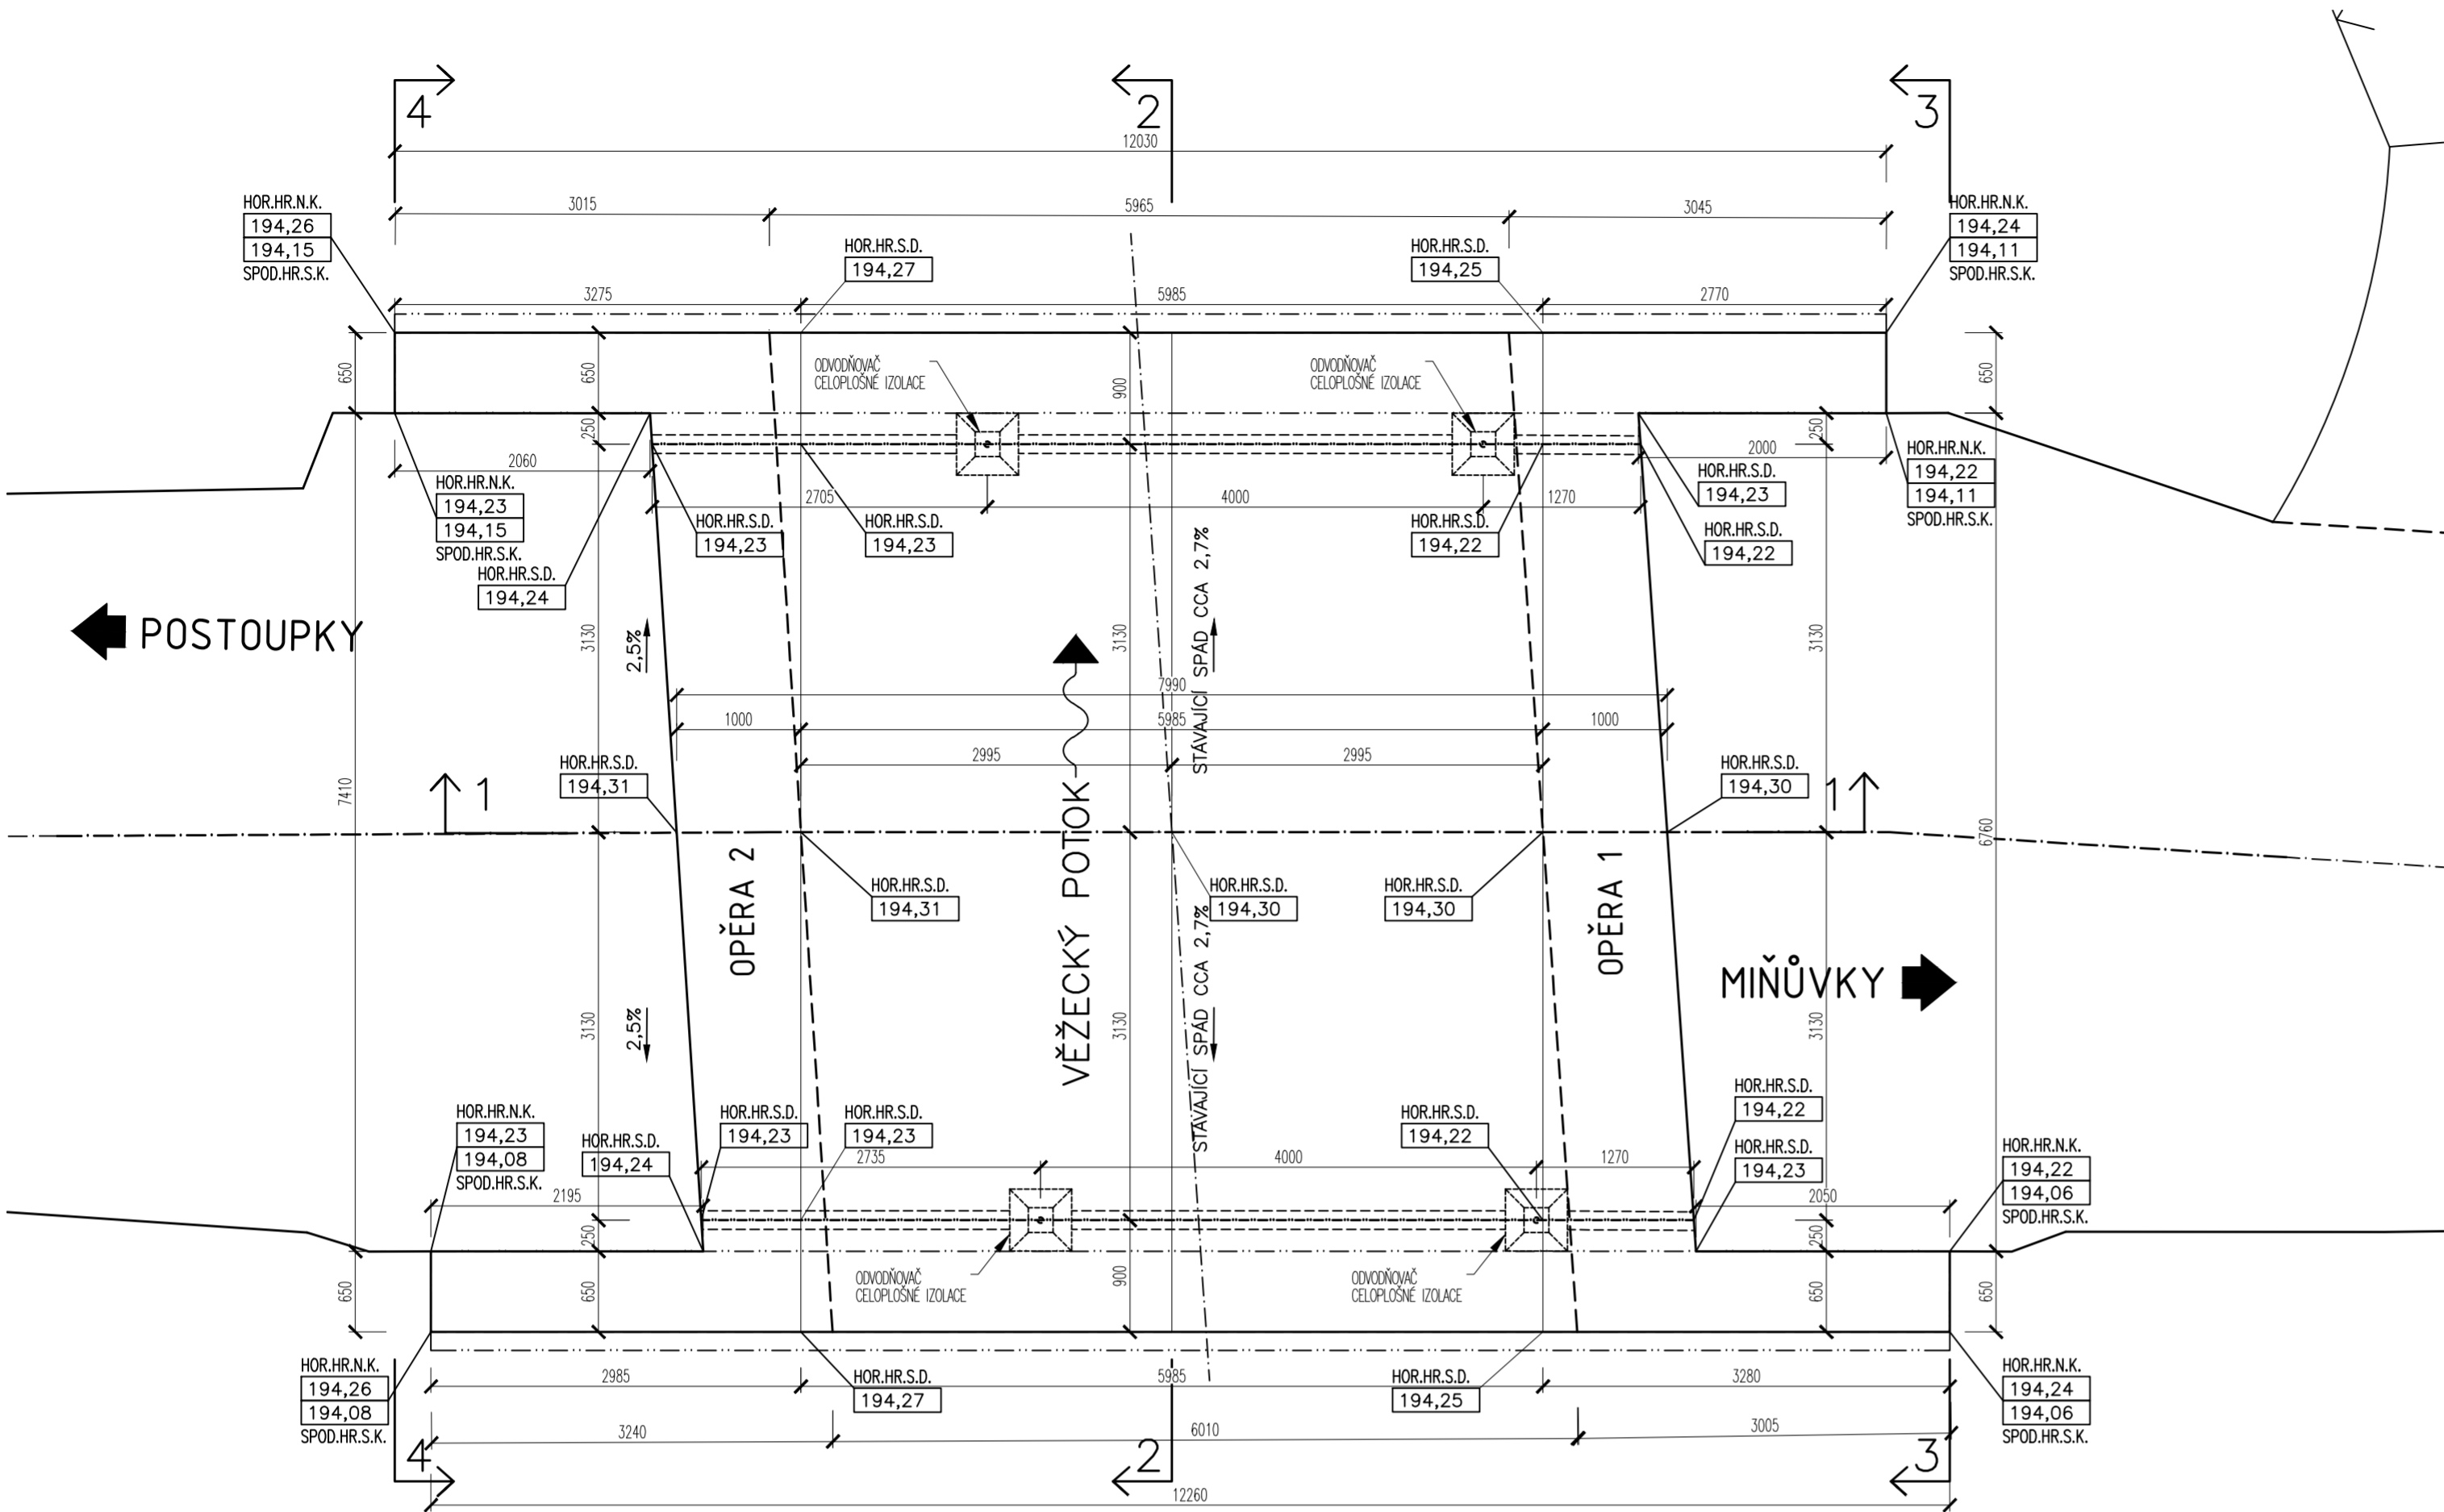 4
2
3
12030
3015
5965
3045
HOR.HR.N.K.
194,26
194,15
SPOD.HR.S.K.
HOR.HR.N.K.
194,24
194,11
SPOD.HR.S.K.
HOR.HR.S.D.
194,27
HOR.HR.S.D.
194,25
3275
5985
2770
650
650
900
650
ODVODŇOVAČ
CELOPLOŠNÉ IZOLACE
ODVODŇOVAČ
CELOPLOŠNÉ IZOLACE
250
250
2060
2000
HOR.HR.N.K.
194,23
194,15
SPOD.HR.S.K.
HOR.HR.S.D.
194,24
2705
4000
1270
HOR.HR.S.D.
194,23
HOR.HR.S.D.
194,23
HOR.HR.S.D.
194,22
HOR.HR.S.D.
194,23
HOR.HR.S.D.
194,22
HOR.HR.N.K.
194,22
194,11
SPOD.HR.S.K.
POSTOUPKY
3130
2,5%
3130
STÁVAJÍCÍ SPÁD CCA 2,7%
3130
7990
1000
5985
1000
2995
2995
7410
6760
1
HOR.HR.S.D.
194,31
HOR.HR.S.D.
194,30
1
OPĚRA 2
VĚŽECKÝ POTOK
OPĚRA 1
HOR.HR.S.D.
194,31
HOR.HR.S.D.
194,30
HOR.HR.S.D.
194,30
MIŇŮVKY
3130
2,5%
3130
STÁVAJÍCÍ SPÁD CCA 2,7%
3130
HOR.HR.N.K.
194,23
194,08
SPOD.HR.S.K.
HOR.HR.S.D.
194,24
HOR.HR.S.D.
194,23
HOR.HR.S.D.
194,23
HOR.HR.S.D.
194,22
HOR.HR.S.D.
194,22
HOR.HR.S.D.
194,23
HOR.HR.N.K.
194,22
194,06
SPOD.HR.S.K.
2735
4000
1270
2195
2050
250
250
650
650
900
650
650
ODVODŇOVAČ
CELOPLOŠNÉ IZOLACE
ODVODŇOVAČ
CELOPLOŠNÉ IZOLACE
HOR.HR.N.K.
194,26
194,08
SPOD.HR.S.K.
2985
HOR.HR.S.D.
194,27
5985
HOR.HR.S.D.
194,25
3280
HOR.HR.N.K.
194,24
194,06
SPOD.HR.S.K.
3240
6010
3005
4
2
3
12260